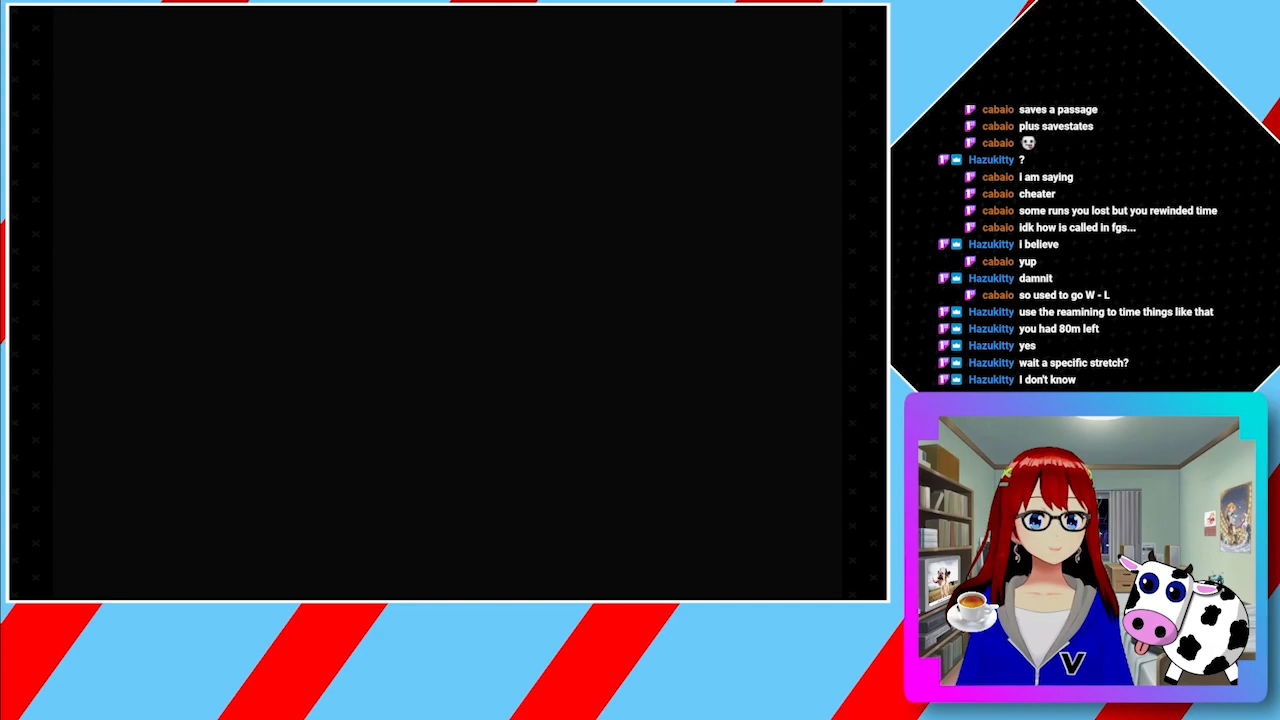 cabaio saves a passage
cabaio plus savestates
cabaio
Hazukitty ?
cabaio i am saying
cabaio cheater
cabaio some runs you lost but you rewinded time
cabaio idk how is called in fgs...
Hazukitty i believe
cabaio yup
Hazukitty damnit
cabaio so used to go W - L
Hazukitty use the reamining to time things like that
Hazukitty you had 80m left
Hazukitty yes
Hazukitty wait a specific stretch?
Hazukitty I don't know
V